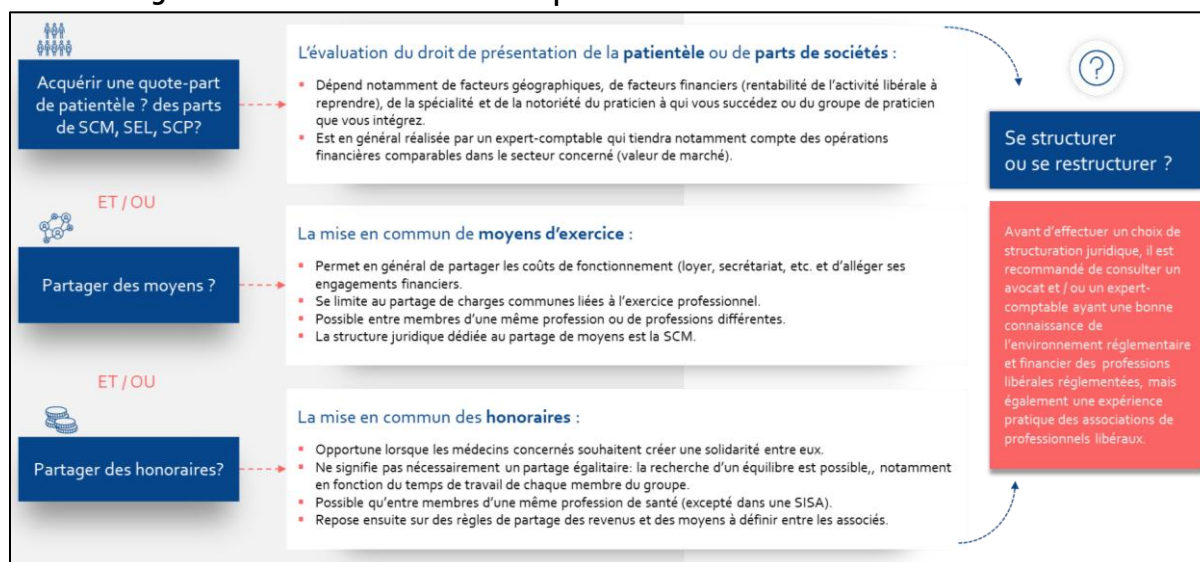 Acquérir une quote-part
de patientèle ? des parts
de SCM, SEL, SCP?
L'évaluation du droit de présentation de la patientèle ou de parts de sociétés :
▪ Dépend notamment de facteurs géographiques, de facteurs financiers (rentabilité de l'activité libérale à
reprendre), de la spécialité et de la notoriété du praticien à qui vous succédez ou du groupe de praticien
que vous intégrez.
▪ Est en général réalisée par un expert-comptable qui tiendra notamment compte des opérations
financières comparables dans le secteur concerné (valeur de marché).
ET / OU
Partager des moyens ?
La mise en commun de moyens d'exercice :
▪ Permet en général de partager les coûts de fonctionnement (loyer, secrétariat, etc. et d'alléger ses
engagements financiers.
▪ Se limite au partage de charges communes liées à l'exercice professionnel.
▪ Possible entre membres d'une même profession ou de professions différentes.
▪ La structure juridique dédiée au partage de moyens est la SCM.
ET / OU
Partager des honoraires?
La mise en commun des honoraires :
▪ Opportune lorsque les médecins concernés souhaitent créer une solidarité entre eux.
▪ Ne signifie pas nécessairement un partage égalitaire: la recherche d'un équilibre est possible,, notamment
en fonction du temps de travail de chaque membre du groupe.
▪ Possible qu'entre membres d'une même profession de santé (excepté dans une SISA).
▪ Repose ensuite sur des règles de partage des revenus et des moyens à définir entre les associés.
?
Se structurer
ou se restructurer ?
Avant d'effectuer un choix de
structuration juridique, il est
recommandé de consulter un
avocat et / ou un expert-
comptable ayant une bonne
connaissance de
l'environnement réglementaire
et financier des professions
libérales réglementées, mais
également une expérience
pratique des associations de
professionnels libéraux.